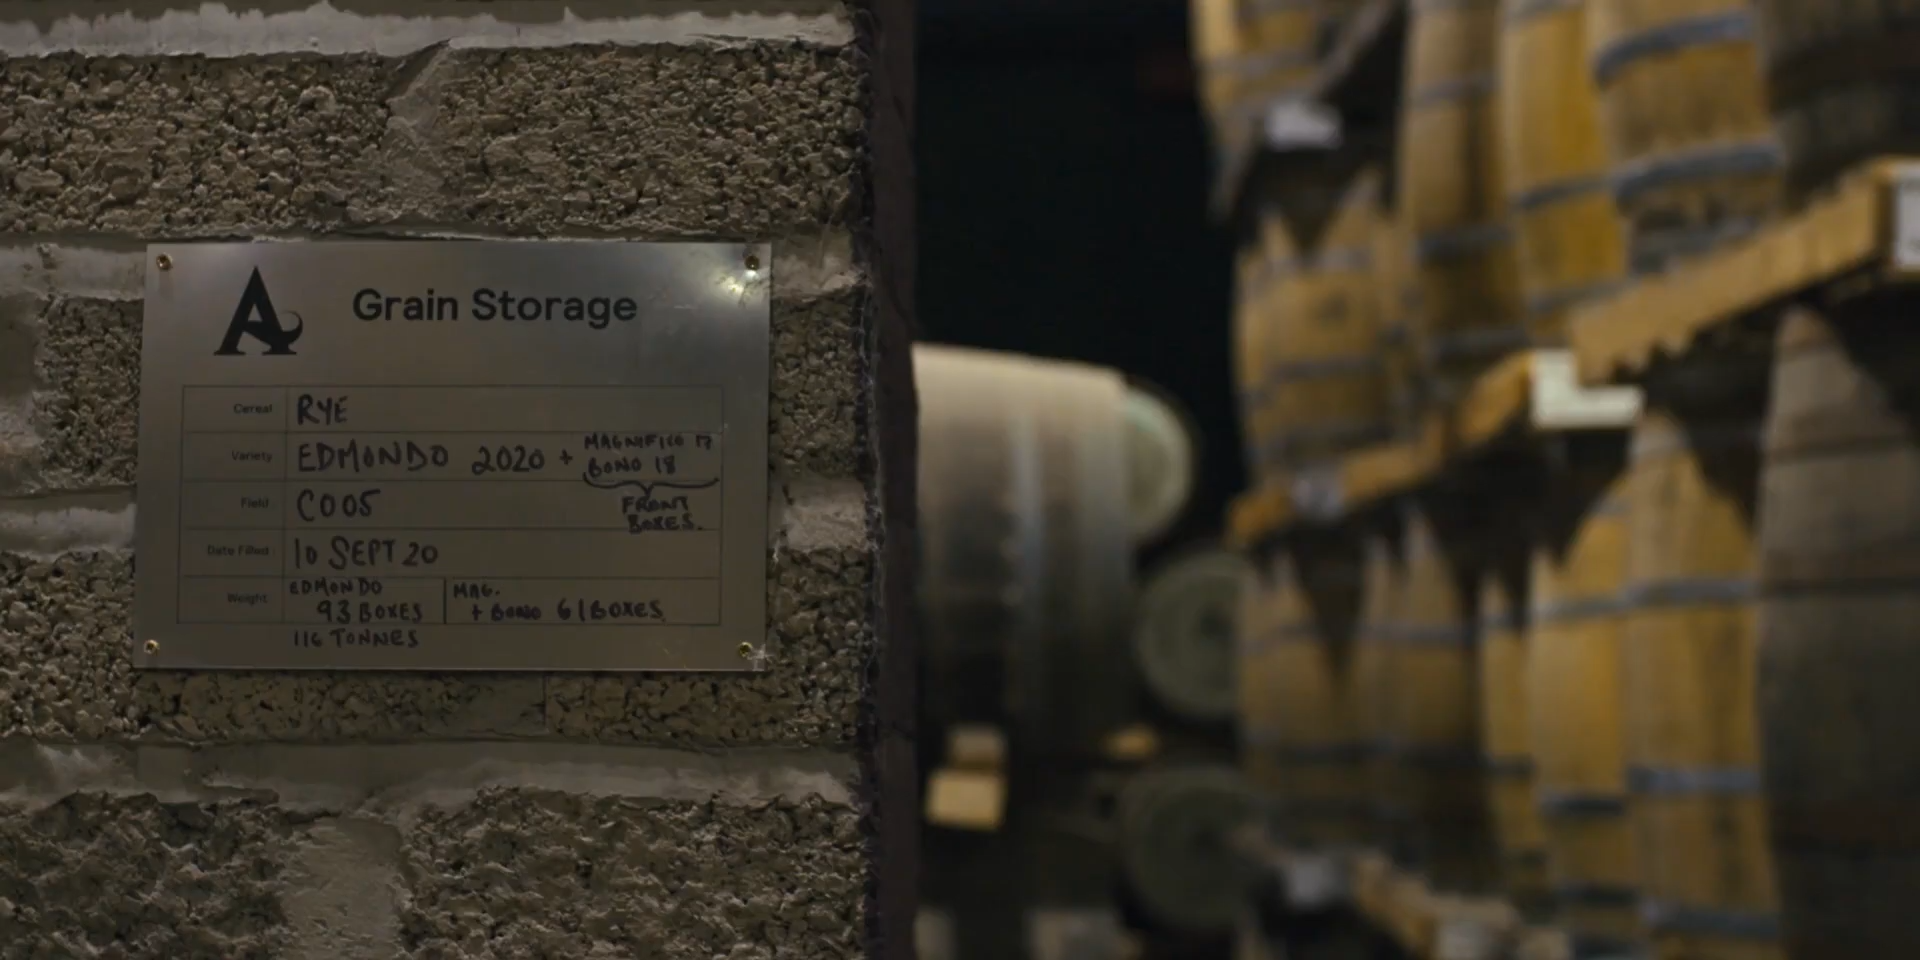 A
Grain Storage
Cereal RYE
Variety EDMONDO 2020 + MAGNIFICO 17
BONO 18
Field COOS
FRONT
BOXES.
Date Filled 10 SEPT 20
Weight EDMONDO
93 BOXES
MAG.
+ BONO 61 BOXES.
116 TONNES